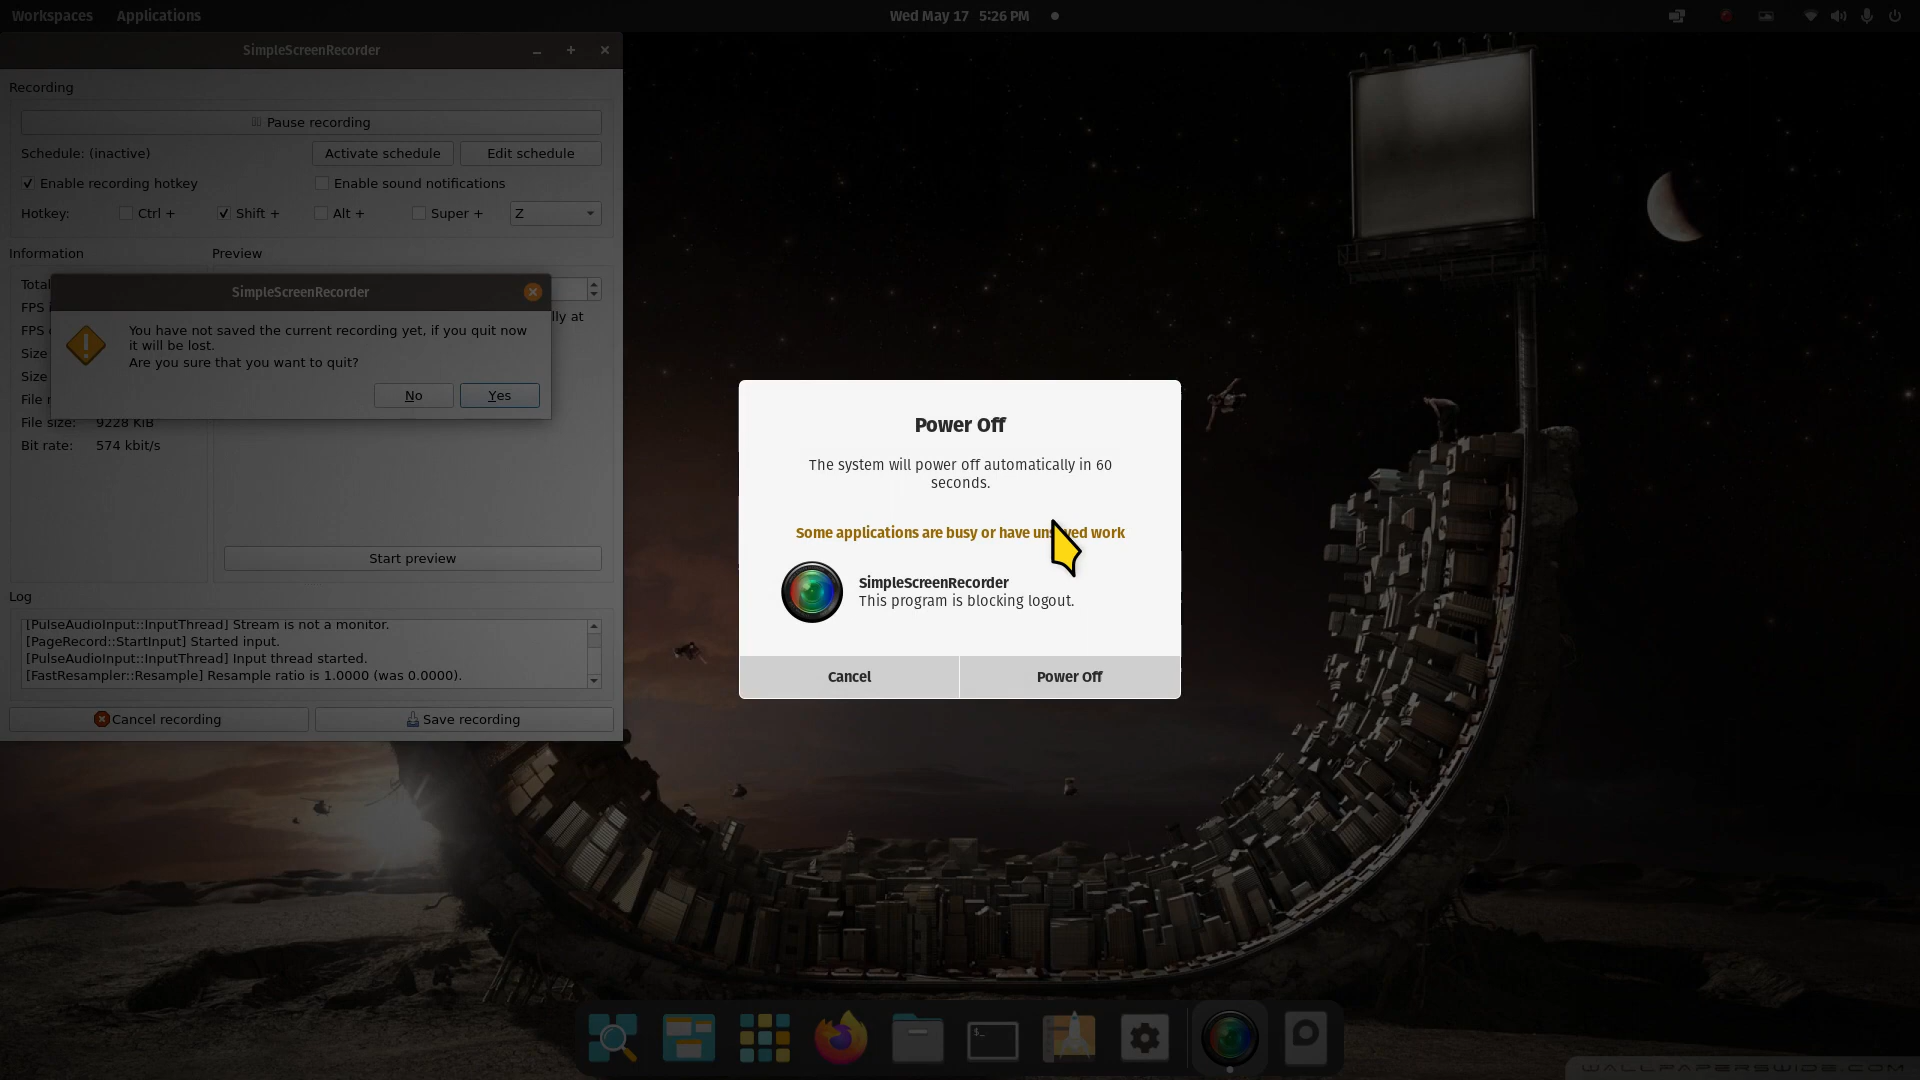 Workspaces Applications Wed May 17 5:26 PM
SimpleScreenRecorder
Recording
Pause recording
Schedule: (inactive) Activate schedule Edit schedule
Enable recording hotkey Enable sound notifications
Hotkey: Ctrl + Shift + Alt + Super + Z
Information Preview
Total
FPS
lly at
FPS
Size
Size
File
File size: 9228 KiB
Bit rate: 574 kbit/s
SimpleScreenRecorder
You have not saved the current recording yet, if you quit now
it will be lost.
Are you sure that you want to quit?
No Yes
Start preview
Log
[PulseAudioInput::InputThread] Stream is not a monitor.
[PageRecord::StartInput] Started input.
[PulseAudioInput::InputThread] Input thread started.
[FastResampler::Resample] Resample ratio is 1.0000 (was 0.0000).
Cancel recording Save recording
Power Off
The system will power off automatically in 60
seconds.
Some applications are busy or have unsaved work
SimpleScreenRecorder
This program is blocking logout.
Cancel Power Off
$_
WALLPAPERSWIDE.COM